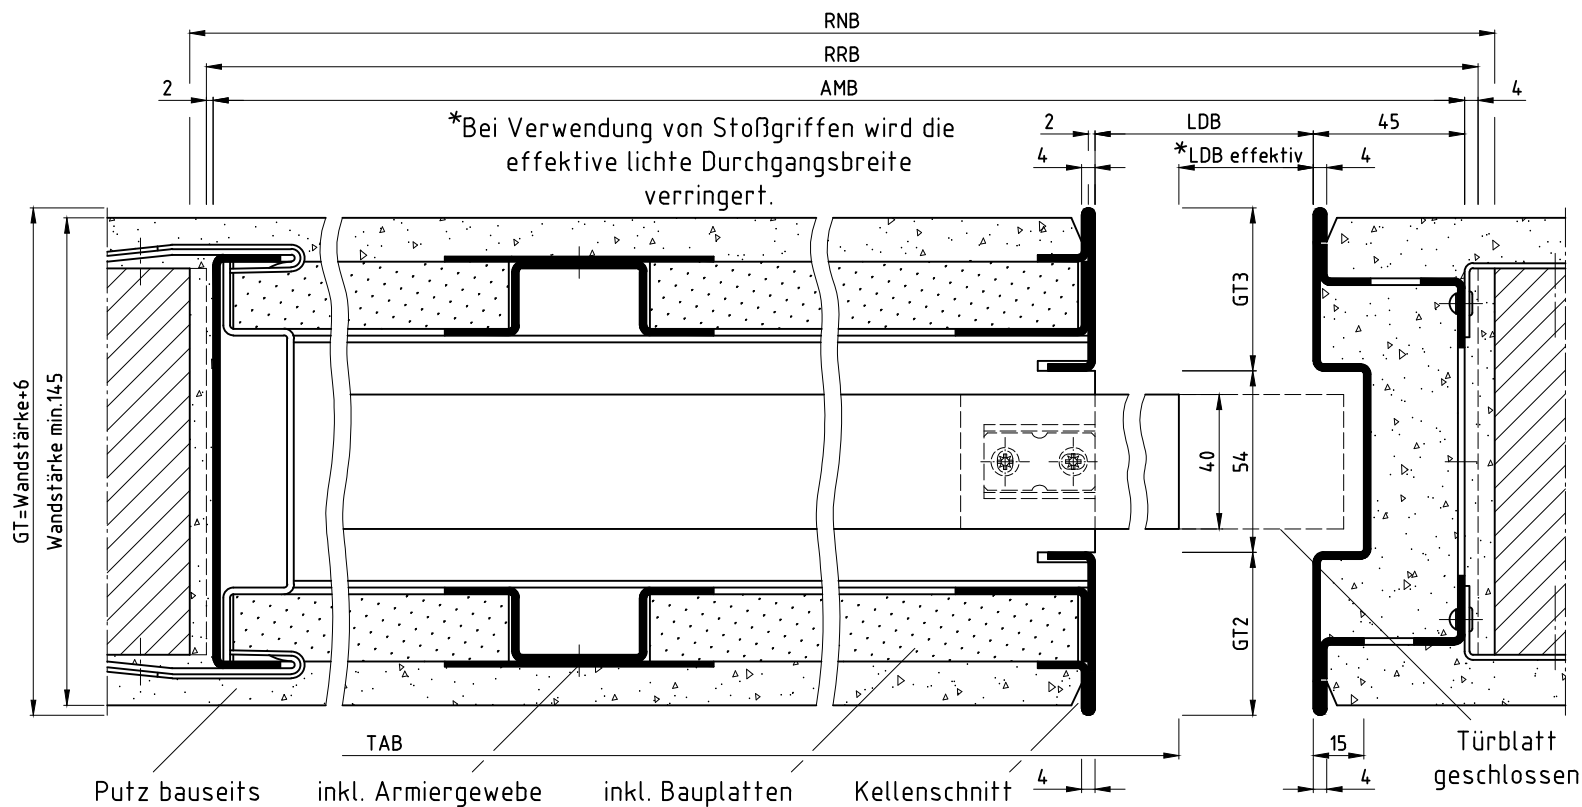 RNB
RRB
2 AMB 4
*Bei Verwendung von Stoßgriffen wird die
effektive lichte Durchgangsbreite
verringert.
2 LDB 45
4 *LDB effektiv 4
GT=Wandstärke+6
Wandstärke min.145
GT3
40
54
GT2
TAB
15
4
4
Putz bauseits
inkl. Armiergewebe
inkl. Bauplatten
Kellenschnitt
Türblatt
geschlossen